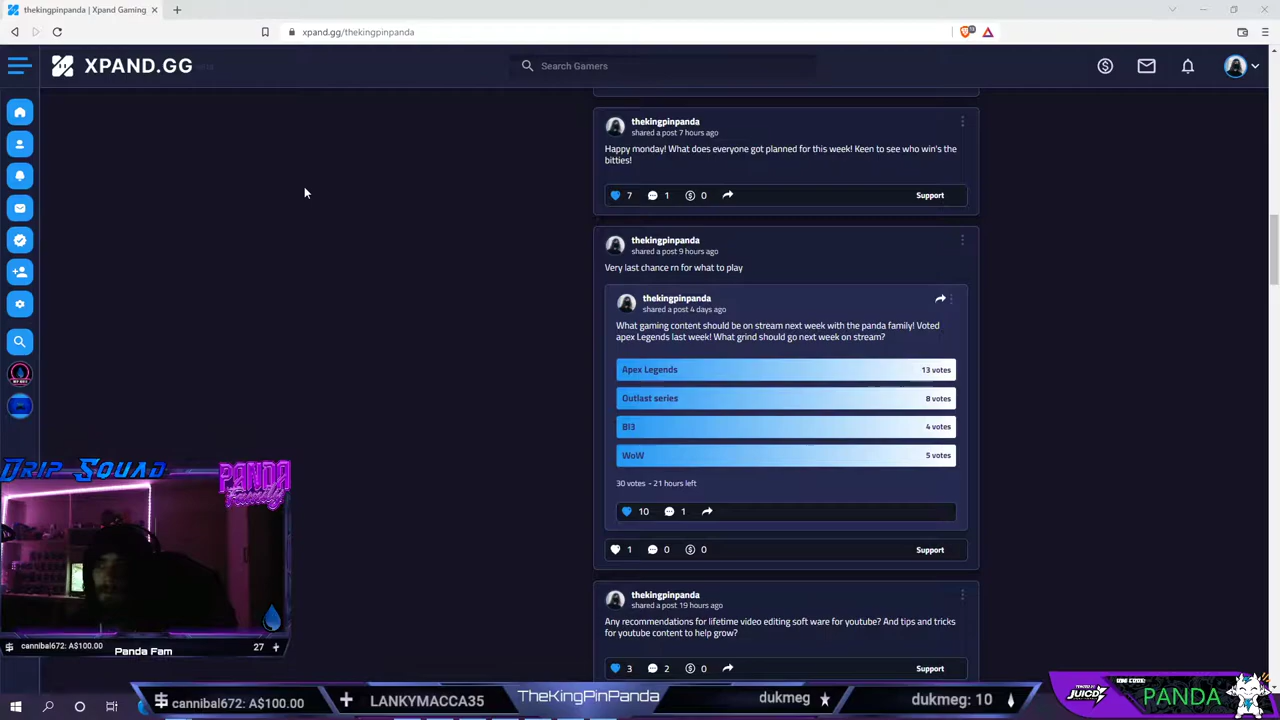 thekingpinpanda | Xpand Gaming
xpand.gg/thekingpinpanda
XPAND.GG
Search Gamers
thekingpinpanda
shared a post 7 hours ago
Happy monday! What does everyone got planned for this week! Keen to see who win's the
bitties!
7 1 0 Support
thekingpinpanda
shared a post 9 hours ago
Very last chance rn for what to play
thekingpinpanda
shared a post 4 days ago
What gaming content should be on stream next week with the panda family! Voted
apex Legends last week! What grind should go next week on stream?
Apex Legends 13 votes
Outlast series 8 votes
Bl3 4 votes
WoW 5 votes
30 votes - 21 hours left
10 1
1 0 0 Support
thekingpinpanda
shared a post 19 hours ago
Any recommendations for lifetime video editing soft ware for youtube? And tips and tricks
for youtube content to help grow?
3 2 0 Support
DRIP SQUAD
PANDA
Family
cannibal672: A$100.00 27
Panda Fam
cannibal672: A$100.00
LANKYMACCA35
TheKingPinPanda
dukmeg
dukmeg: 10
JUICD
USE CODE:
PANDA